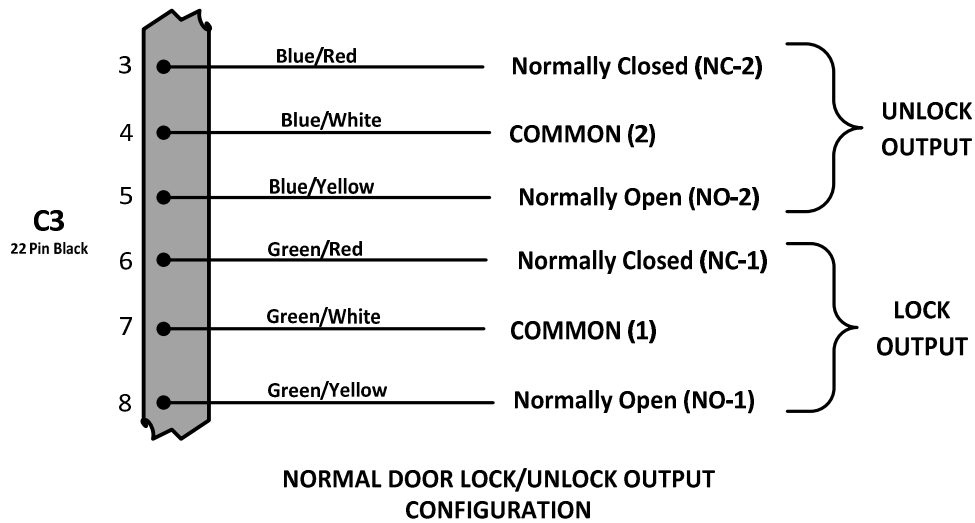 3 Blue/Red Normally Closed (NC-2)
4 Blue/White COMMON (2)
5 Blue/Yellow Normally Open (NO-2)
UNLOCK
OUTPUT
C3
22 Pin Black
6 Green/Red Normally Closed (NC-1)
7 Green/White COMMON (1)
8 Green/Yellow Normally Open (NO-1)
LOCK
OUTPUT
NORMAL DOOR LOCK/UNLOCK OUTPUT
CONFIGURATION